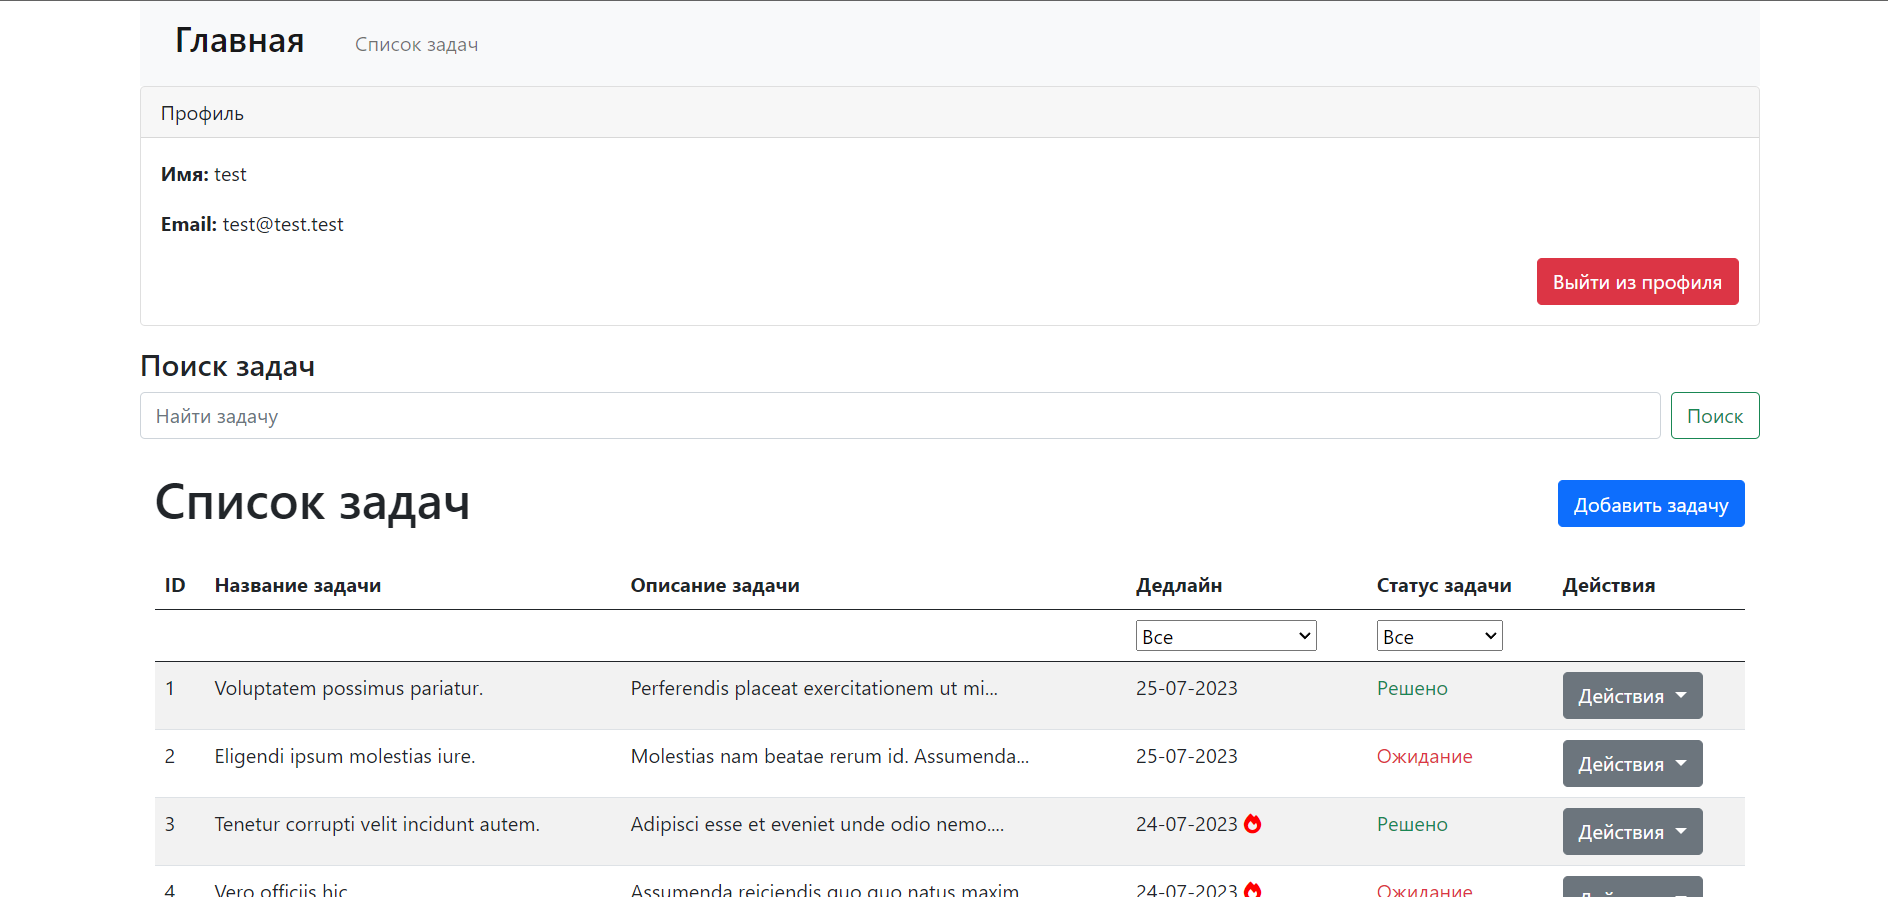 Главная Список задач
Профиль
Имя: test
Email: test@test.test
Выйти из профиля
Поиск задач
Найти задачу Поиск
Список задач Добавить задачу
ID Название задачи Описание задачи Дедлайн Статус задачи Действия
Все Все
1 Voluptatem possimus pariatur. Perferendis placeat exercitationem ut mi... 25-07-2023 Решено Действия
2 Eligendi ipsum molestias iure. Molestias nam beatae rerum id. Assumenda... 25-07-2023 Ожидание Действия
3 Tenetur corrupti velit incidunt autem. Adipisci esse et eveniet unde odio nemo.... 24-07-2023 Решено Действия
4 Vero officiis hic Assumenda reiciendis quo quo natus maxim 24-07-2023 Ожидание